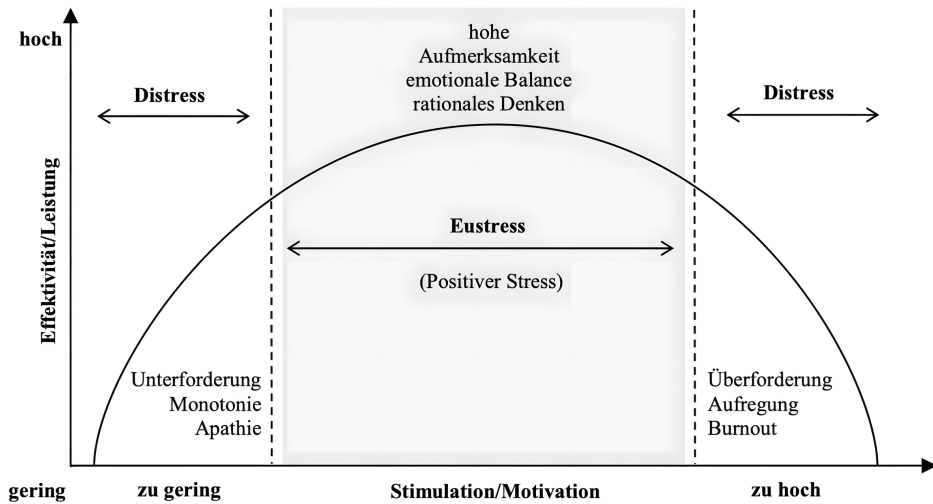 hoch
hohe
Aufmerksamkeit
emotionale Balance
rationales Denken
Distress
Distress
Effektivität/Leistung
Eustress
(Positiver Stress)
Unterforderung
Monotonie
Apathie
Überforderung
Aufregung
Burnout
gering
zu gering
Stimulation/Motivation
zu hoch